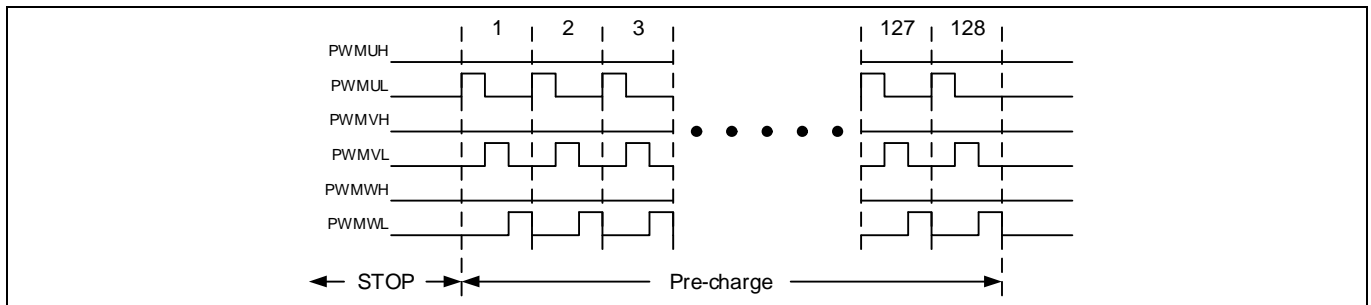 1 2 3 127 128
PWMUH
PWMUL
PWMVH
PWMVL
PWMWH
PWMWL
STOP Pre-charge